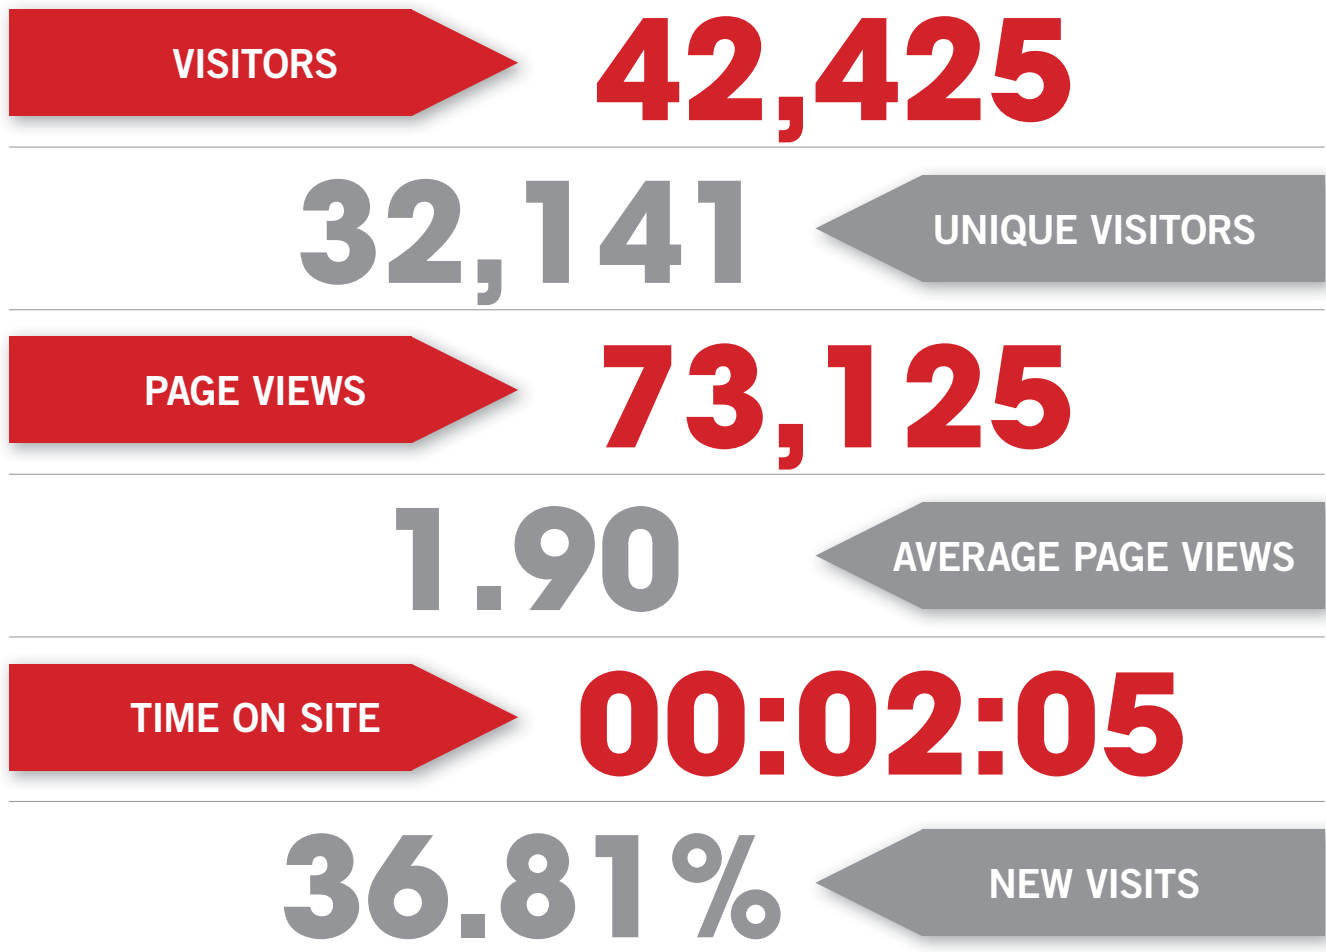 VISITORS 42,425
32,141 UNIQUE VISITORS
PAGE VIEWS 73,125
1.90 AVERAGE PAGE VIEWS
TIME ON SITE 00:02:05
36.81% NEW VISITS